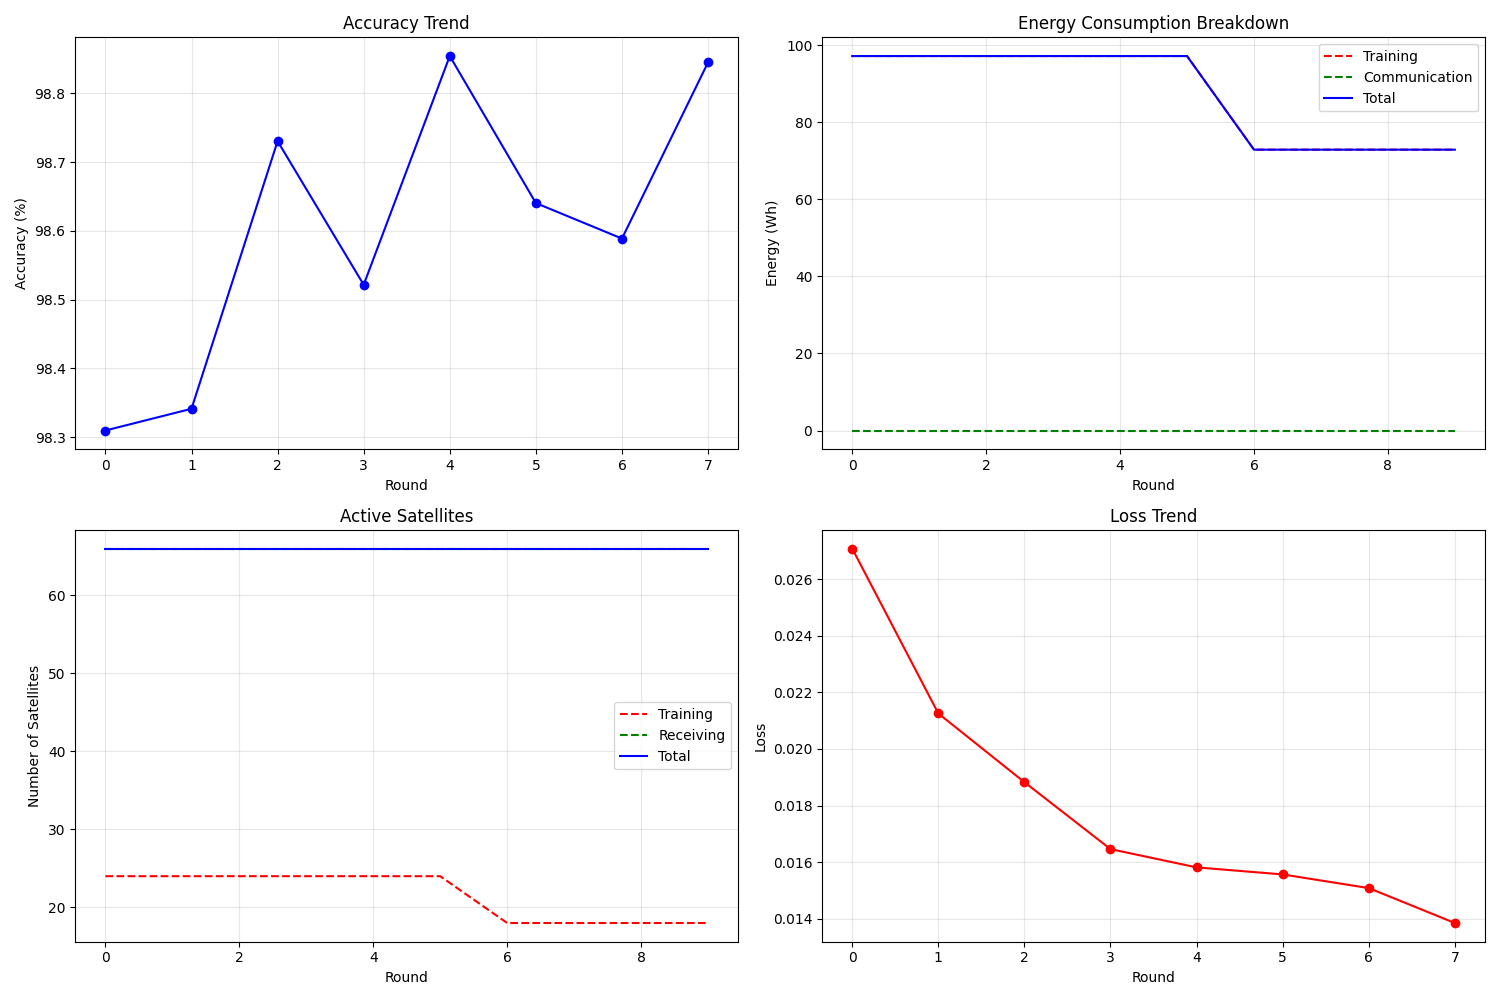 Accuracy Trend
Accuracy (%)
98.8
98.7
98.6
98.5
98.4
98.3
0 1 2 3 4 5 6 7
Round
Energy Consumption Breakdown
Energy (Wh)
100
80
60
40
20
0
Training
Communication
Total
0 2 4 6 8
Round
Active Satellites
Number of Satellites
60
50
40
30
20
Training
Receiving
Total
0 2 4 6 8
Round
Loss Trend
Loss
0.026
0.024
0.022
0.020
0.018
0.016
0.014
0 1 2 3 4 5 6 7
Round